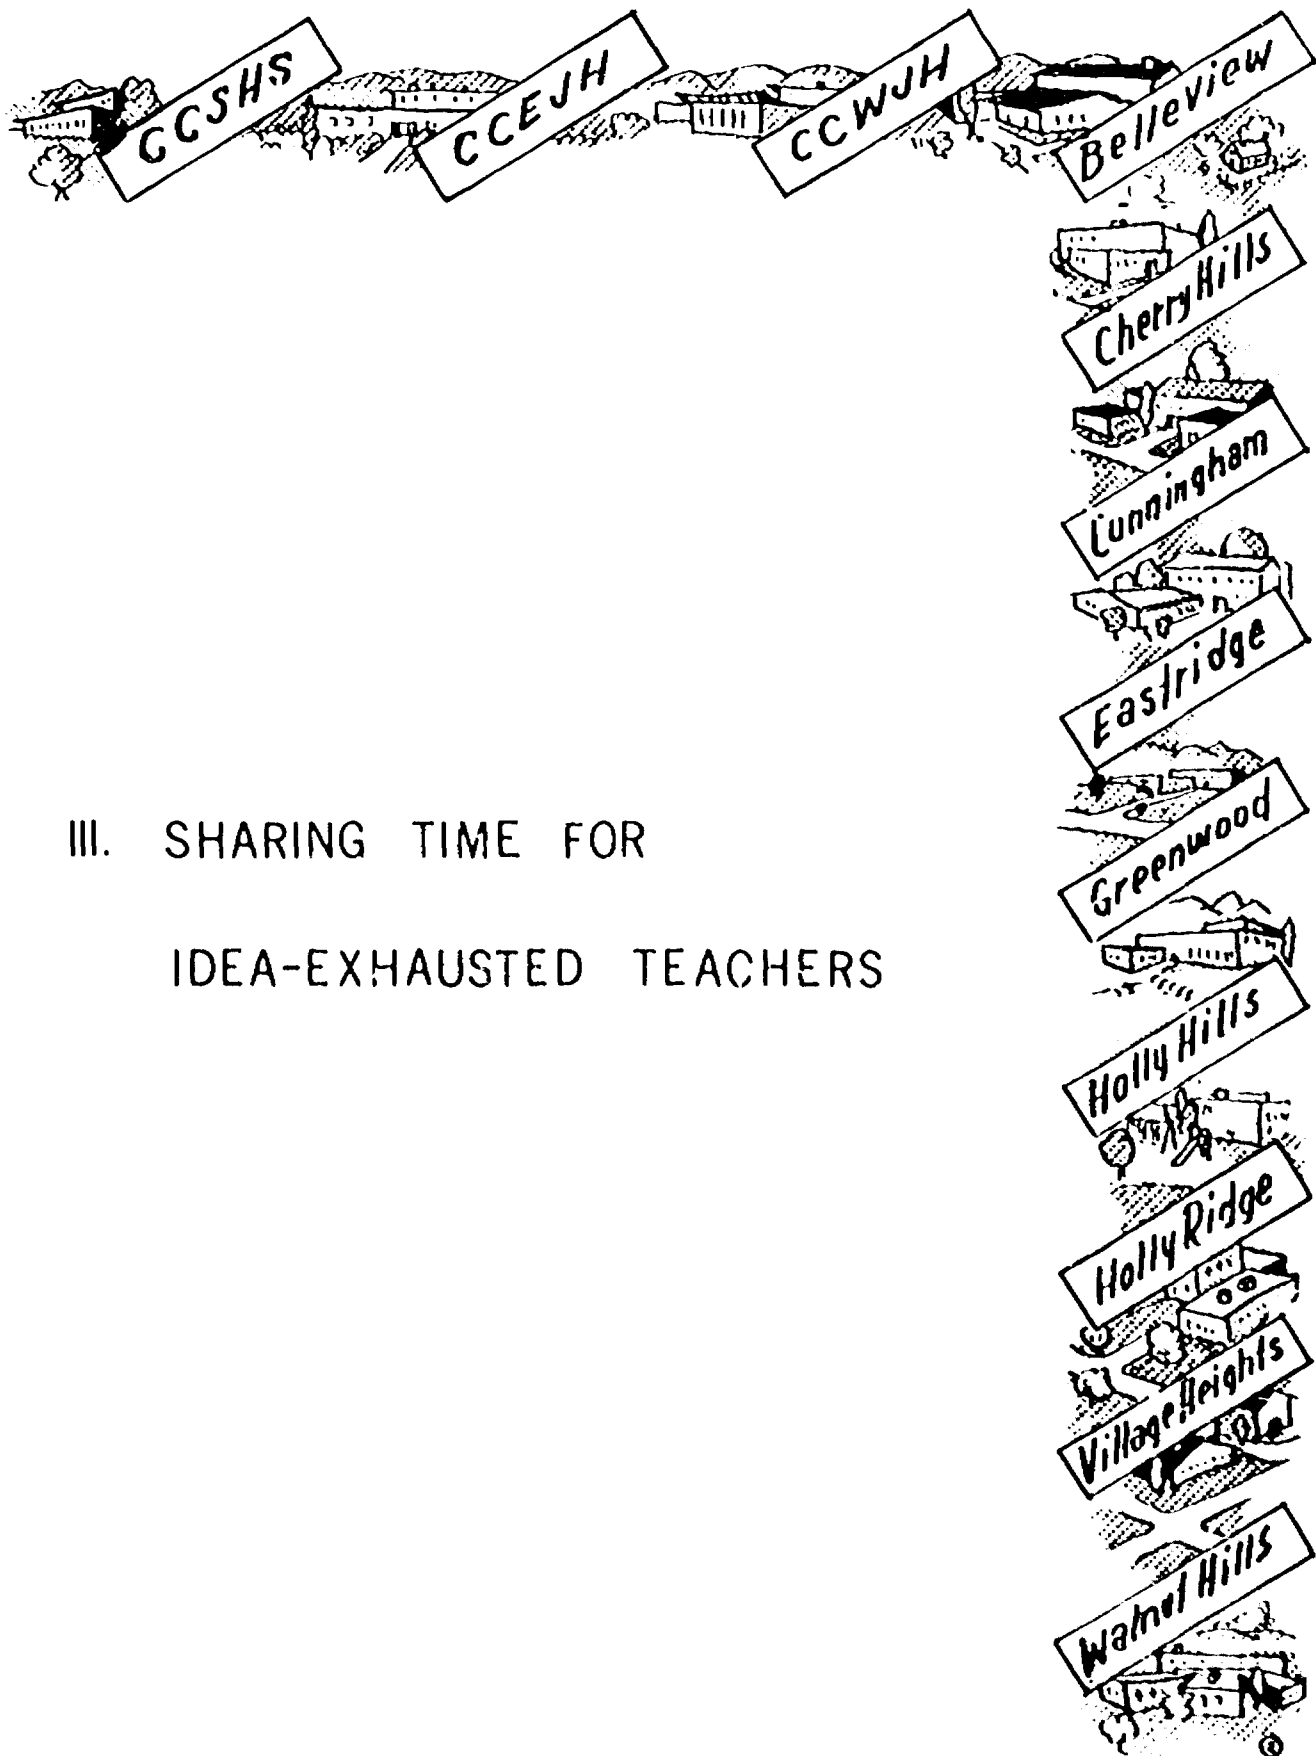 CCSHS
CCEJH
CCWJH
Belleview
Cherry Hills
Cunningham
Eastridge
Greenwood
Holly Hills
Holly Ridge
Village Heights
Walnut Hills
III. SHARING TIME FOR
IDEA-EXHAUSTED TEACHERS